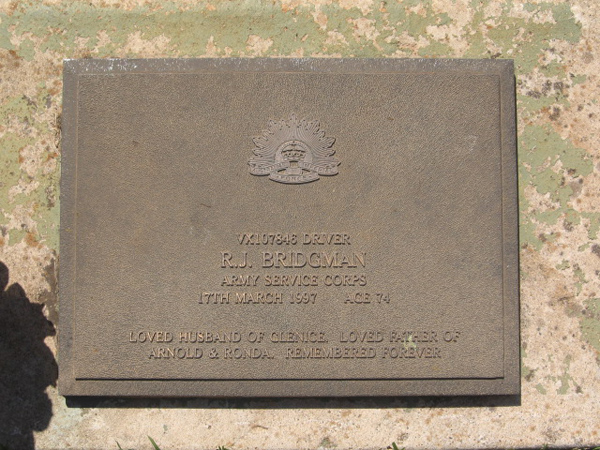 VX107846 DRIVER
R.J. BRIDGMAN
ARMY SERVICE CORPS
17TH MARCH 1997 AGE 74
LOVED HUSBAND OF GLENICE. LOVED FATHER OF
ARNOLD & RONDA. REMEMBERED FOREVER